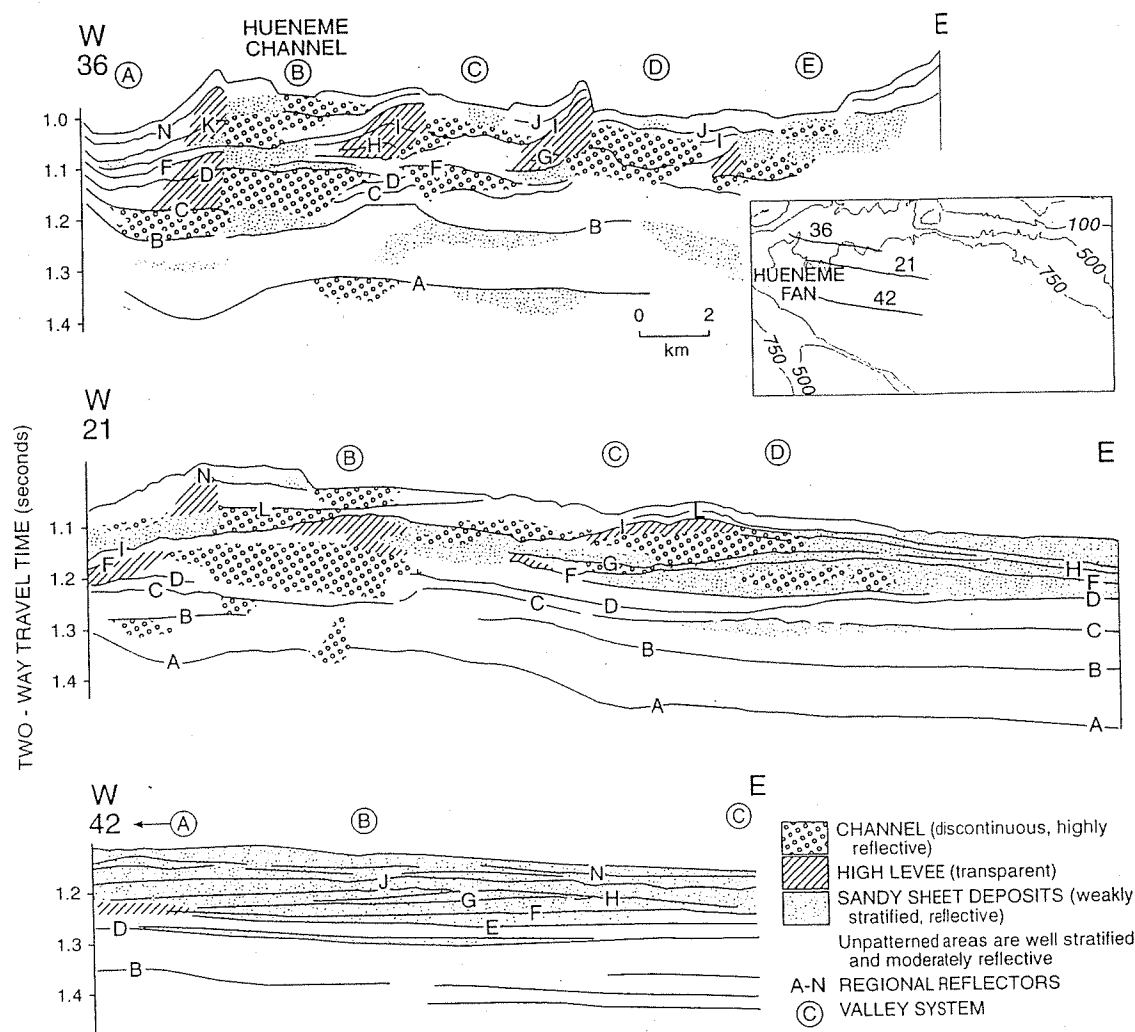 W
36
HUENEME
CHANNEL
E
A
B
C
D
E
1.0
1.1
1.2
1.3
1.4
N
K
I
H
J
I
G
J
I
F
D
C
B
D
F
C
B
A
0 2
km
36
21
42
HUENEME
FAN
100
500
750
750
500
TWO - WAY TRAVEL TIME (seconds)
W
21
B
C
D
E
1.1
1.2
1.3
1.4
N
L
I
F
D
C
B
A
I
L
G
F
C
D
B
A
H
F
D
C
B
A
W
42
A
B
E
C
1.2
1.3
1.4
J
N
G
H
F
E
D
B
CHANNEL (discontinuous, highly
reflective)
HIGH LEVEE (transparent)
SANDY SHEET DEPOSITS (weakly
stratified, reflective)
Unpatterned areas are well stratified
and moderately reflective
A-N REGIONAL REFLECTORS
C VALLEY SYSTEM